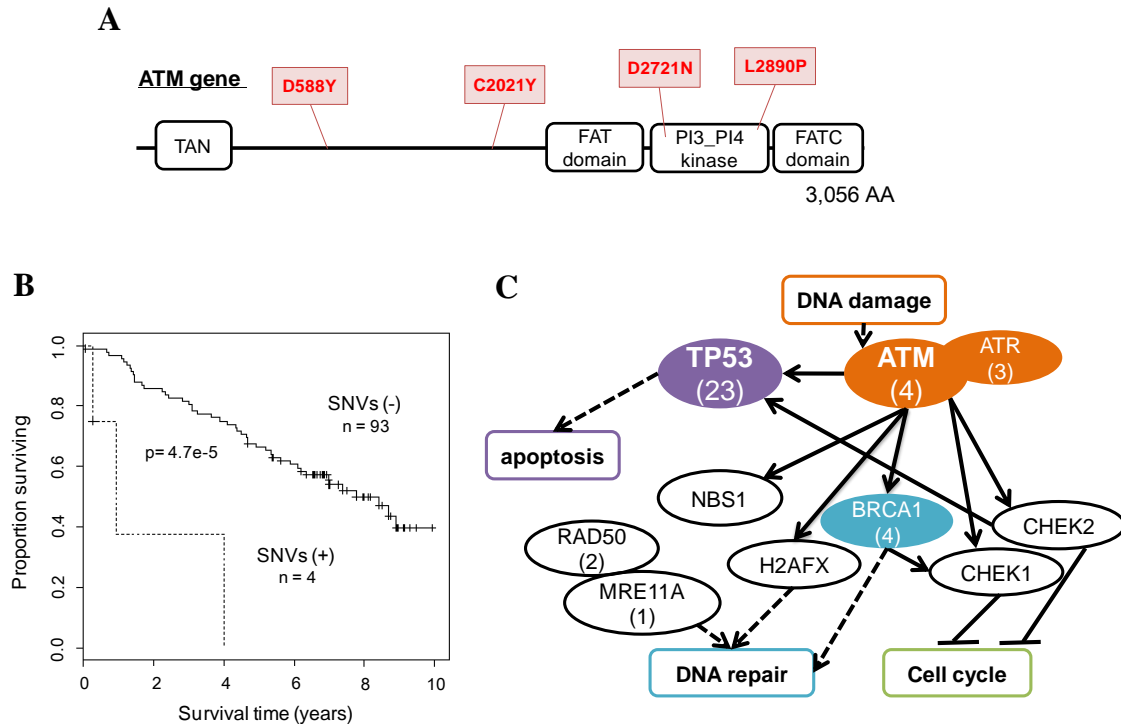 A
ATM gene
D588Y
C2021Y
D2721N
L2890P
TAN
FAT
domain
PI3_PI4
kinase
FATC
domain
3,056 AA
B
Proportion surviving
1.0
0.8
0.6
0.4
0.2
0.0
SNVs (-)
n = 93
p= 4.7e-5
SNVs (+)
n = 4
0
2
4
6
8
10
Survival time (years)
C
DNA damage
TP53
(23)
ATM
(4)
ATR
(3)
apoptosis
NBS1
BRCA1
(4)
CHEK2
RAD50
(2)
H2AFX
CHEK1
MRE11A
(1)
DNA repair
Cell cycle